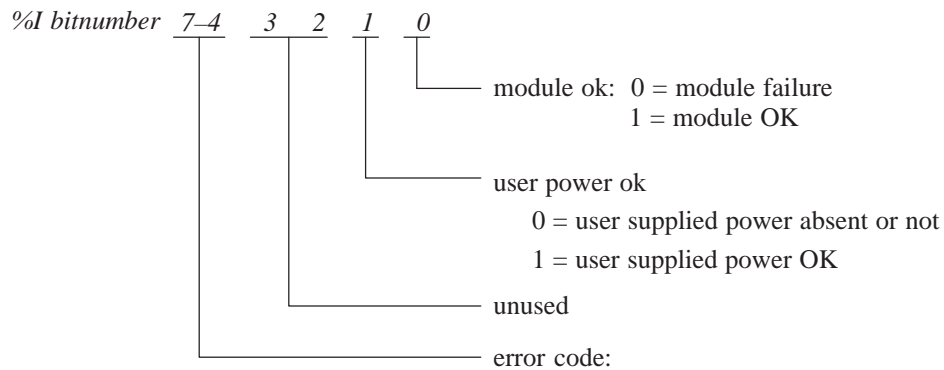 %I bitnumber 7–4 3 2 1 0
module ok: 0 = module failure
1 = module OK
user power ok
0 = user supplied power absent or not
1 = user supplied power OK
unused
error code: